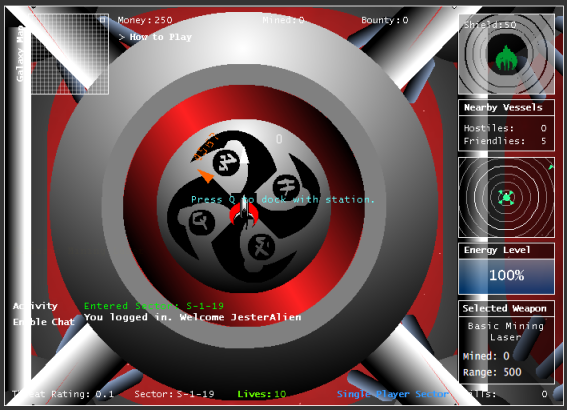 Money:250
Mined:0
Bounty:0
Shield:50
Galaxy Map
0
> How to Play
Nearby Vessels
Hostiles: 0
Friendlies: 5
0
Press Q to dock with station.
Energy Level
100%
Activity
Entered Sector: S-1-19
Enable Chat
You logged in. Welcome JesterAlien
Selected Weapon
Basic Mining
Laser
Mined: 0
Range: 500
Threat Rating: 0.1
Sector:S-1-19
Lives:10
Single Player Sector
Kills: 0